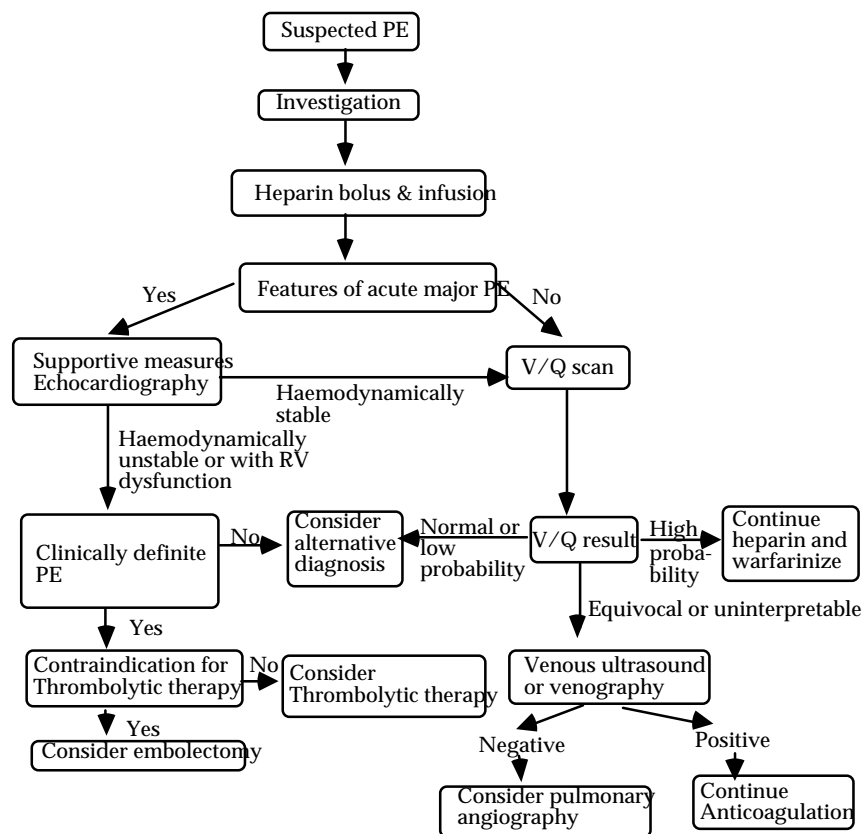 Suspected PE
Investigation
Heparin bolus & infusion
Features of acute major PE
Yes
No
Supportive measures
Echocardiography
V/Q scan
Haemodynamically
stable
Haemodynamically
unstable or with RV
dysfunction
Clinically definite
PE
No
Consider
alternative
diagnosis
Normal or
low
probability
V/Q result
High
proba-
bility
Continue
heparin and
warfarinize
Yes
Equivocal or uninterpretable
Contraindication for
Thrombolytic therapy
No
Consider
Thrombolytic therapy
Venous ultrasound
or venography
Yes
Consider embolectomy
Negative
Positive
Consider pulmonary
angiography
Continue
Anticoagulation